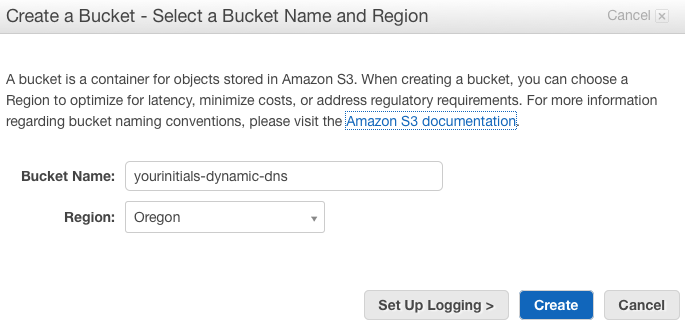 Create a Bucket - Select a Bucket Name and Region Cancel x
A bucket is a container for objects stored in Amazon S3. When creating a bucket, you can choose a
Region to optimize for latency, minimize costs, or address regulatory requirements. For more information
regarding bucket naming conventions, please visit the Amazon S3 documentation.
Bucket Name: yourinitials-dynamic-dns
Region: Oregon
Set Up Logging > Create Cancel